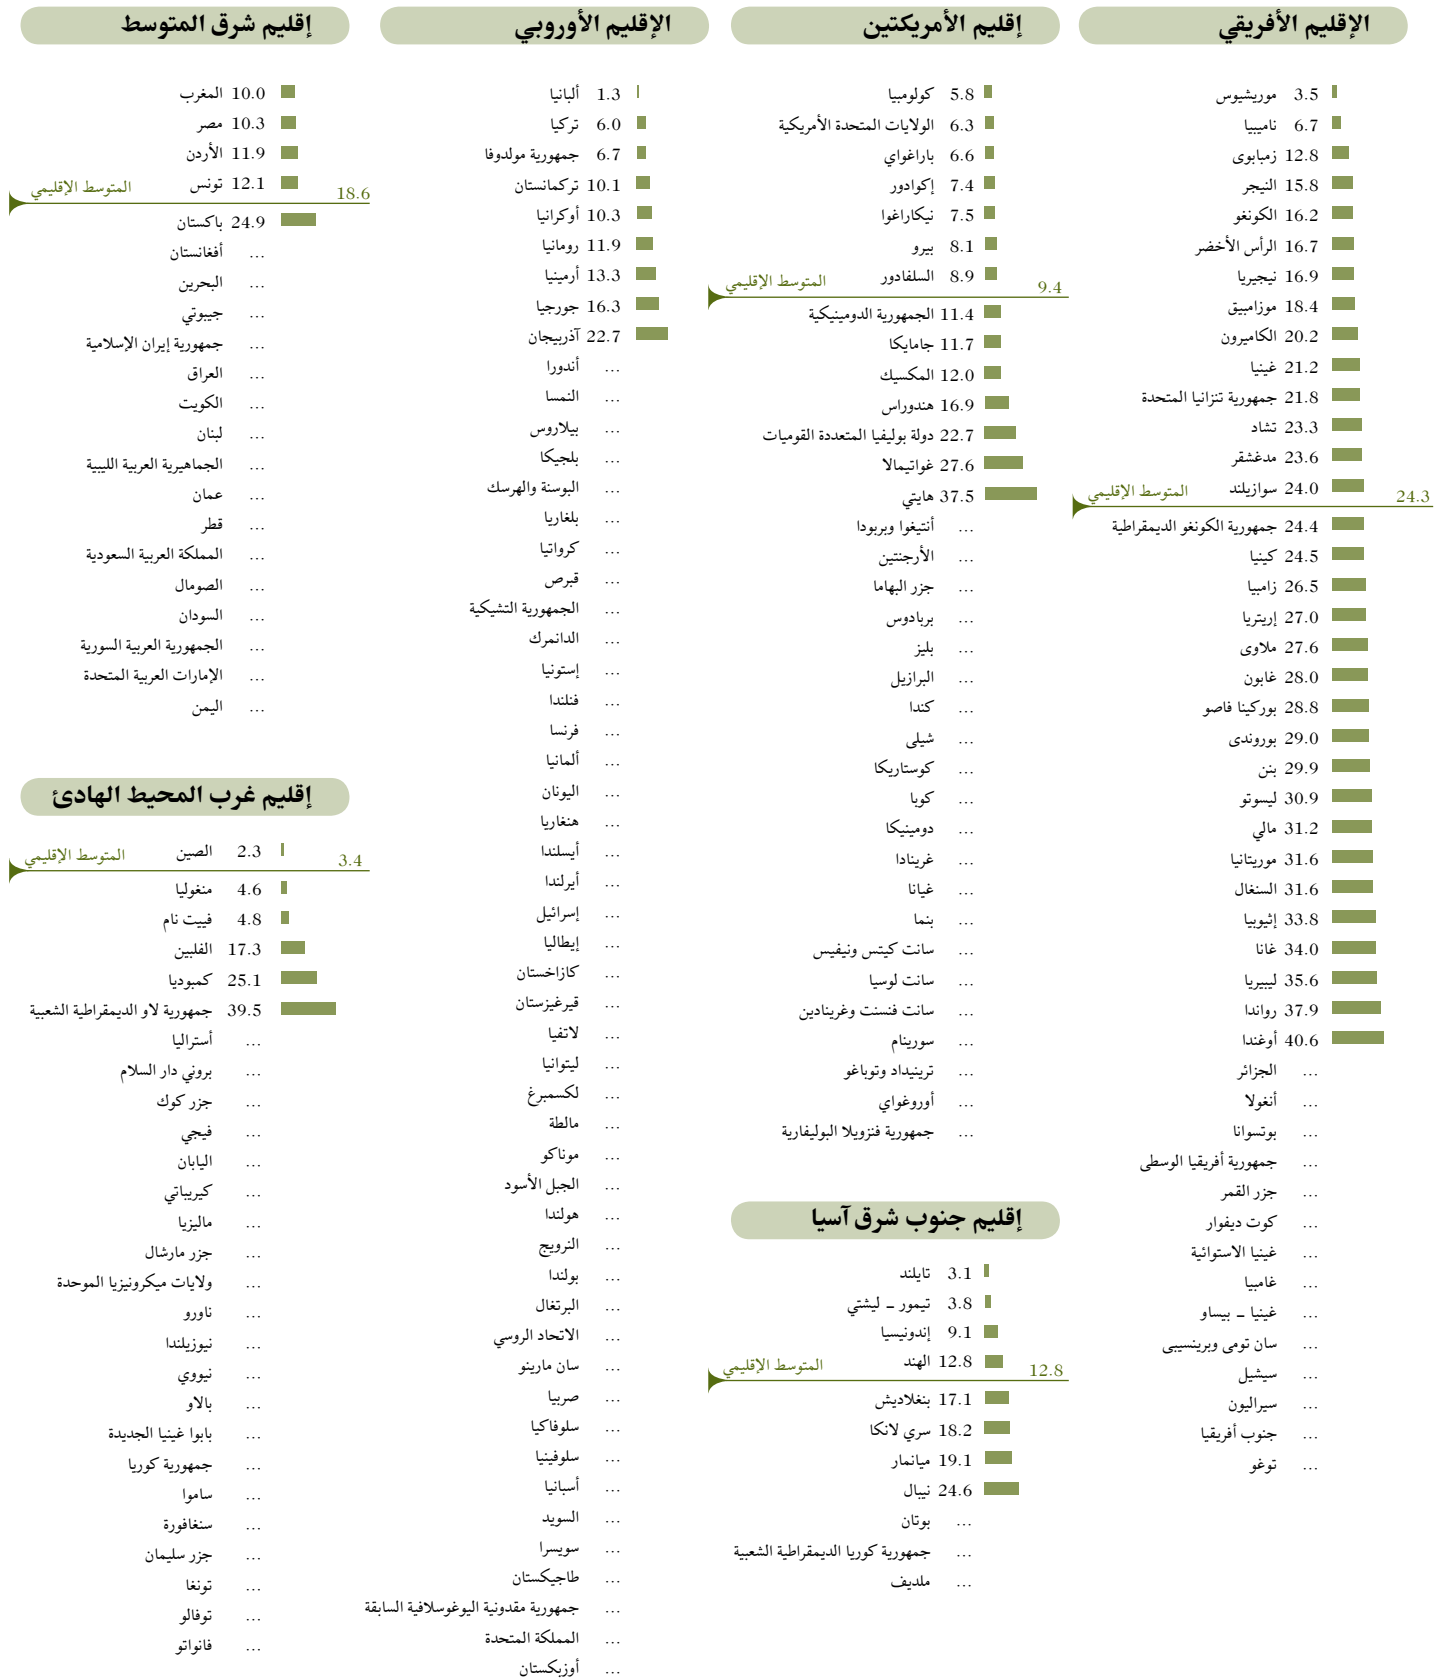 الإقليم الأفريقي
3.5 موريشيوس
6.7 ناميبيا
12.8 زمبابوى
15.8 النيجر
16.2 الكونغو
16.7 الرأس الأخضر
16.9 نيجيريا
18.4 موزامبيق
20.2 الكاميرون
21.2 غينيا
21.8 جمهورية تنزانيا المتحدة
23.3 تشاد
23.6 مدغشقر
24.0 سوازيلند
24.3 المتوسط الإقليمي
24.4 جمهورية الكونغو الديمقراطية
24.5 كينيا
26.5 زامبيا
27.0 إريتريا
27.6 ملاوى
28.0 غابون
28.8 بوركينا فاصو
29.0 بوروندى
29.9 بنن
30.9 ليسوتو
31.2 مالي
31.6 موريتانيا
31.6 السنغال
33.8 إثيوبيا
34.0 غانا
35.6 ليبيريا
37.9 رواندا
40.6 أوغندا
... الجزائر
... أنغولا
... بوتسوانا
... جمهورية أفريقيا الوسطى
... جزر القمر
... كوت ديفوار
... غينيا الاستوائية
... غامبيا
... غينيا – بيساو
... سان تومى وبرينسيبى
... سيشيل
... سيراليون
... جنوب أفريقيا
... توغو
إقليم الأمريكتين
5.8 كولومبيا
6.3 الولايات المتحدة الأمريكية
6.6 باراغواي
7.4 إكوادور
7.5 نيكاراغوا
8.1 بيرو
8.9 السلفادور
9.4 المتوسط الإقليمي
11.4 الجمهورية الدومينيكية
11.7 جامايكا
12.0 المكسيك
16.9 هندوراس
22.7 دولة بوليفيا المتعددة القوميات
27.6 غواتيمالا
37.5 هايتي
... أنتيغوا وبربودا
... الأرجنتين
... جزر البهاما
... بربادوس
... بليز
... البرازيل
... كندا
... شيلى
... كوستاريكا
... كوبا
... دومينيكا
... غرينادا
... غيانا
... بنما
... سانت كيتس ونيفيس
... سانت لوسيا
... سانت فنسنت وغرينادين
... سورينام
... ترينيداد وتوباغو
... أوروغواي
... جمهورية فنزويلا البوليفارية
إقليم جنوب شرق آسيا
3.1 تايلند
3.8 تيمور – ليشتي
9.1 إندونيسيا
12.8 الهند
12.8 المتوسط الإقليمي
17.1 بنغلاديش
18.2 سري لانكا
19.1 ميانمار
24.6 نيبال
... بوتان
... جمهورية كوريا الديمقراطية الشعبية
... ملديف
الإقليم الأوروبي
1.3 ألبانيا
6.0 تركيا
6.7 جمهورية مولدوفا
10.1 تركمانستان
10.3 أوكرانيا
11.9 رومانيا
13.3 أرمينيا
16.3 جورجيا
22.7 آذربيجان
... أندورا
... النمسا
... بيلاروس
... بلجيكا
... البوسنة والهرسك
... بلغاريا
... كرواتيا
... قبرص
... الجمهورية التشيكية
... الدانمرك
... إستونيا
... فنلندا
... فرنسا
... ألمانيا
... اليونان
... هنغاريا
... أيسلندا
... أيرلندا
... إسرائيل
... إيطاليا
... كازاخستان
... قيرغيزستان
... لاتفيا
... ليتوانيا
... لكسمبرغ
... مالطة
... موناكو
... الجبل الأسود
... هولندا
... النرويج
... بولندا
... البرتغال
... الاتحاد الروسي
... سان مارينو
... صربيا
... سلوفاكيا
... سلوفينيا
... أسبانيا
... السويد
... سويسرا
... طاجيكستان
... جمهورية مقدونية اليوغوسلافية السابقة
... المملكة المتحدة
... أوزبكستان
إقليم شرق المتوسط
10.0 المغرب
10.3 مصر
11.9 الأردن
12.1 تونس
18.6 المتوسط الإقليمي
24.9 باكستان
... أفغانستان
... البحرين
... جيبوتي
... جمهورية إيران الإسلامية
... العراق
... الكويت
... لبنان
... الجماهيرية العربية الليبية
... عمان
... قطر
... المملكة العربية السعودية
... الصومال
... السودان
... الجمهورية العربية السورية
... الإمارات العربية المتحدة
... اليمن
إقليم غرب المحيط الهادئ
2.3 الصين
3.4 المتوسط الإقليمي
4.6 منغوليا
4.8 فييت نام
17.3 الفلبين
25.1 كمبوديا
39.5 جمهورية لاو الديمقراطية الشعبية
... أستراليا
... بروني دار السلام
... جزر كوك
... فيجي
... اليابان
... كيريباتي
... ماليزيا
... جزر مارشال
... ولايات ميكرونيزيا الموحدة
... ناورو
... نيوزيلندا
... نيووي
... بالاو
... بابوا غينيا الجديدة
... جمهورية كوريا
... ساموا
... سنغافورة
... جزر سليمان
... تونغا
... توفالو
... فانواتو